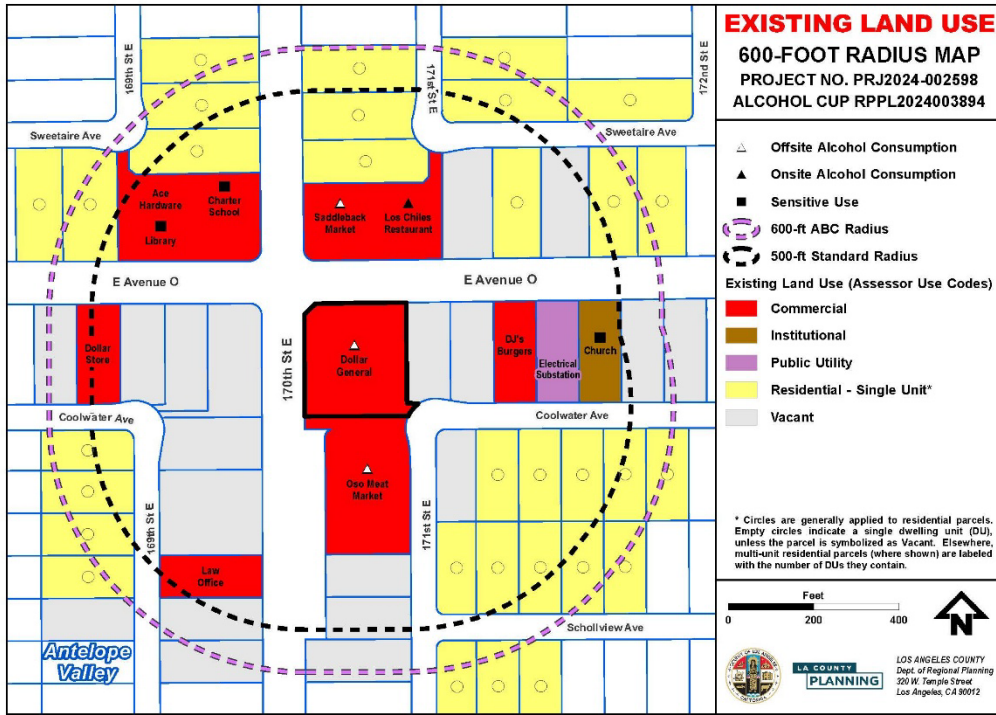 EXISTING LAND USE
600-FOOT RADIUS MAP
PROJECT NO. PRJ2024-002598
ALCOHOL CUP RPPL2024003894
Offsite Alcohol Consumption
Onsite Alcohol Consumption
Sensitive Use
600-ft ABC Radius
500-ft Standard Radius
Existing Land Use (Assessor Use Codes)
Commercial
Institutional
Public Utility
Residential - Single Unit*
Vacant
* Circles are generally applied to residential parcels.
Empty circles indicate a single dwelling unit (DU),
unless the parcel is symbolized as Vacant. Elsewhere,
multi-unit residential parcels (where shown) are labeled
with the number of DUs they contain.
Feet
0 200 400
N
LA COUNTY
PLANNING
LOS ANGELES COUNTY
Dept. of Regional Planning
320 W. Temple Street
Los Angeles, CA 90012
169th St E
171st St E
172nd St E
Sweetaire Ave
Sweetaire Ave
Ace
Hardware
Charter
School
Library
Saddleback
Market
Los Chiles
Restaurant
E Avenue O
E Avenue O
Dollar
Store
170th St E
Dollar
General
DJ's
Burgers
Electrical
Substation
Church
Coolwater Ave
Coolwater Ave
Oso Meat
Market
169th St E
171st St E
Law
Office
Schollview Ave
Antelope
Valley